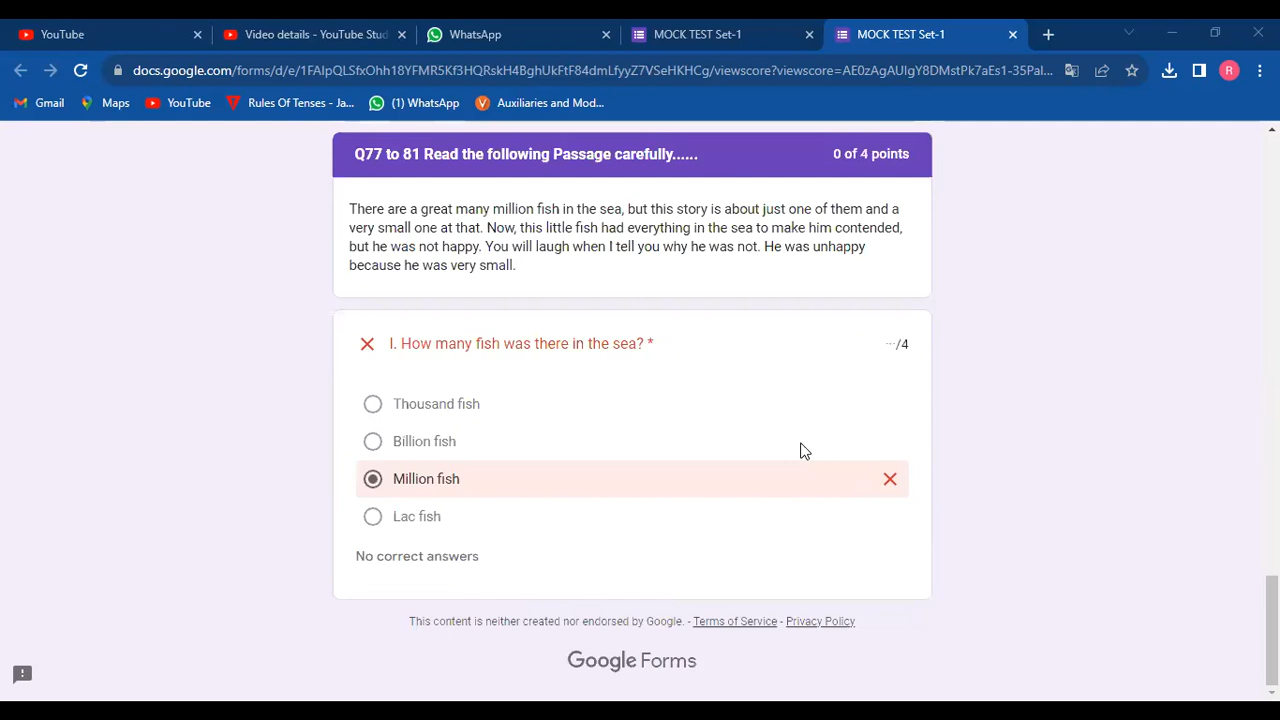 YouTube
Video details - YouTube Stud
WhatsApp
MOCK TEST Set-1
MOCK TEST Set-1
docs.google.com/forms/d/e/1FAIpQLSfxOhh18YFMR5Kf3HQRskH4BghUkFtF84dmLfyyZ7VSeHKHCg/viewscore?viewscore=AE0zAgAUIgY8DMstPk7aEs1-35Pal...
Gmail
Maps
YouTube
Rules Of Tenses - Ja...
(1) WhatsApp
Auxiliaries and Mod...
R
Q77 to 81 Read the following Passage carefully......
0 of 4 points
There are a great many million fish in the sea, but this story is about just one of them and a
very small one at that. Now, this little fish had everything in the sea to make him contended,
but he was not happy. You will laugh when I tell you why he was not. He was unhappy
because he was very small.
I. How many fish was there in the sea? *
···/4
Thousand fish
Billion fish
Million fish
Lac fish
No correct answers
This content is neither created nor endorsed by Google. - Terms of Service - Privacy Policy
Google Forms